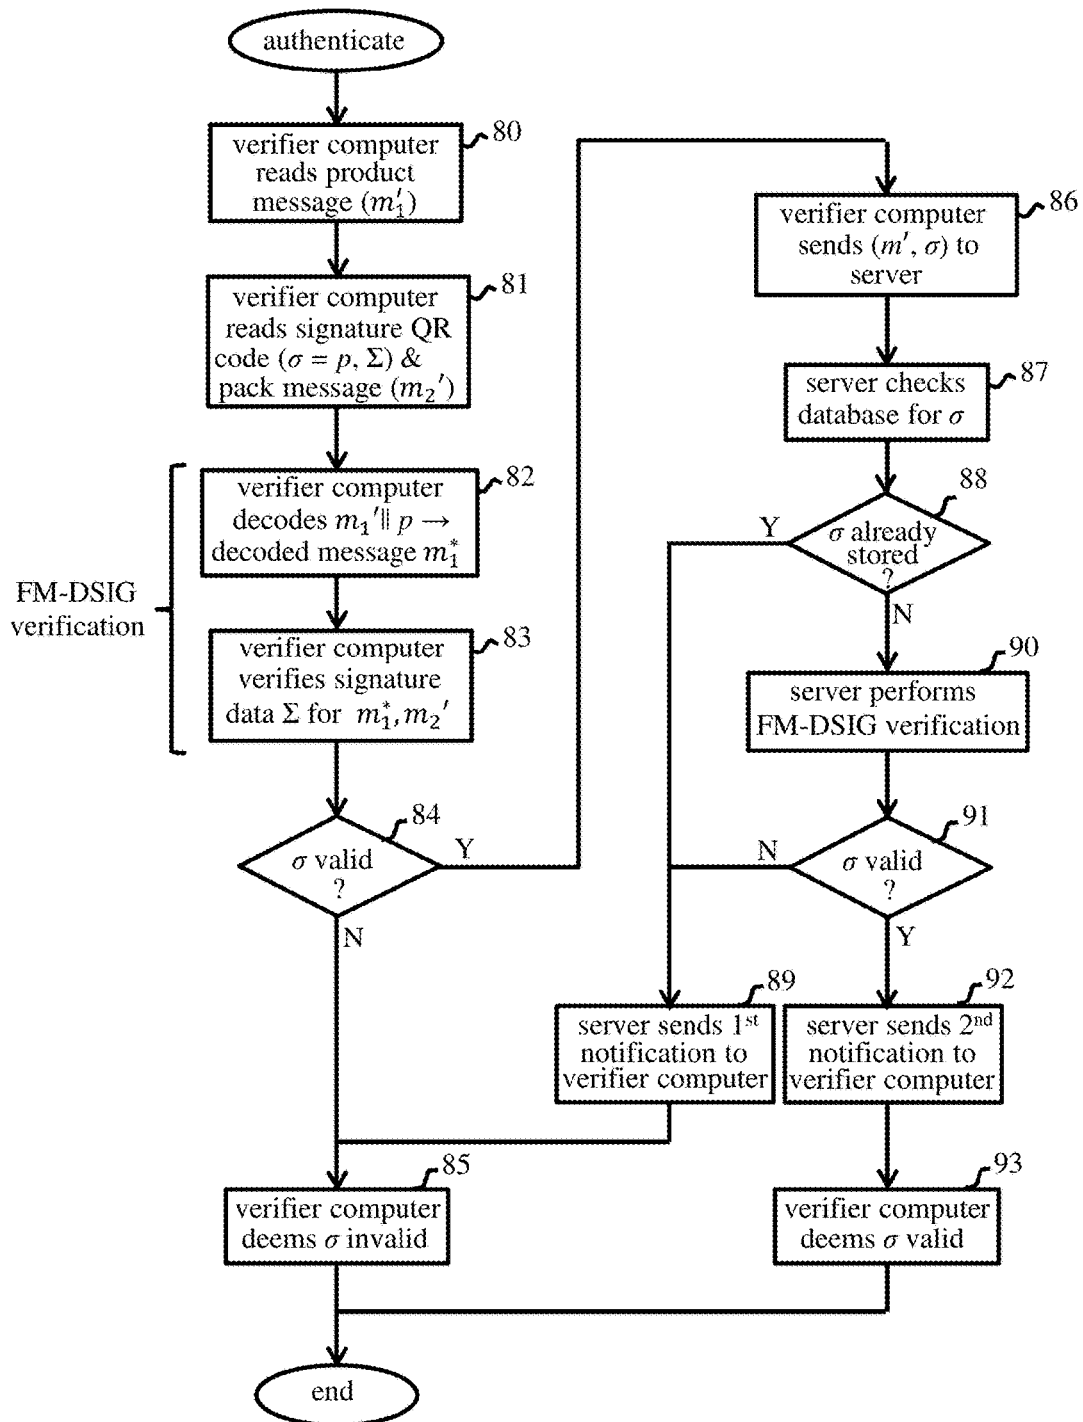 authenticate
80
verifier computer
reads product
message (m₁′)
81
verifier computer
reads signature QR
code (σ = p, Σ) &
pack message (m₂′)
FM-DSIG
verification
82
verifier computer
decodes m₁′∥ p →
decoded message m₁*
83
verifier computer
verifies signature
data Σ for m₁*, m₂′
84
σ valid
?
Y
N
86
verifier computer
sends (m′, σ) to
server
87
server checks
database for σ
88
σ already
stored
?
Y
N
90
server performs
FM-DSIG verification
91
σ valid
?
N
Y
89
server sends 1ˢᵗ
notification to
verifier computer
92
server sends 2ⁿᵈ
notification to
verifier computer
85
verifier computer
deems σ invalid
93
verifier computer
deems σ valid
end